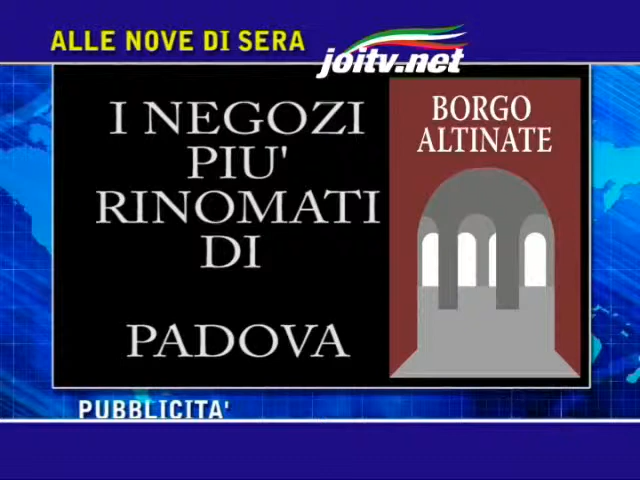 ALLE NOVE DI SERA
joitv.net
I NEGOZI
PIU'
RINOMATI
DI
PADOVA
BORGO
ALTINATE
PUBBLICITA'